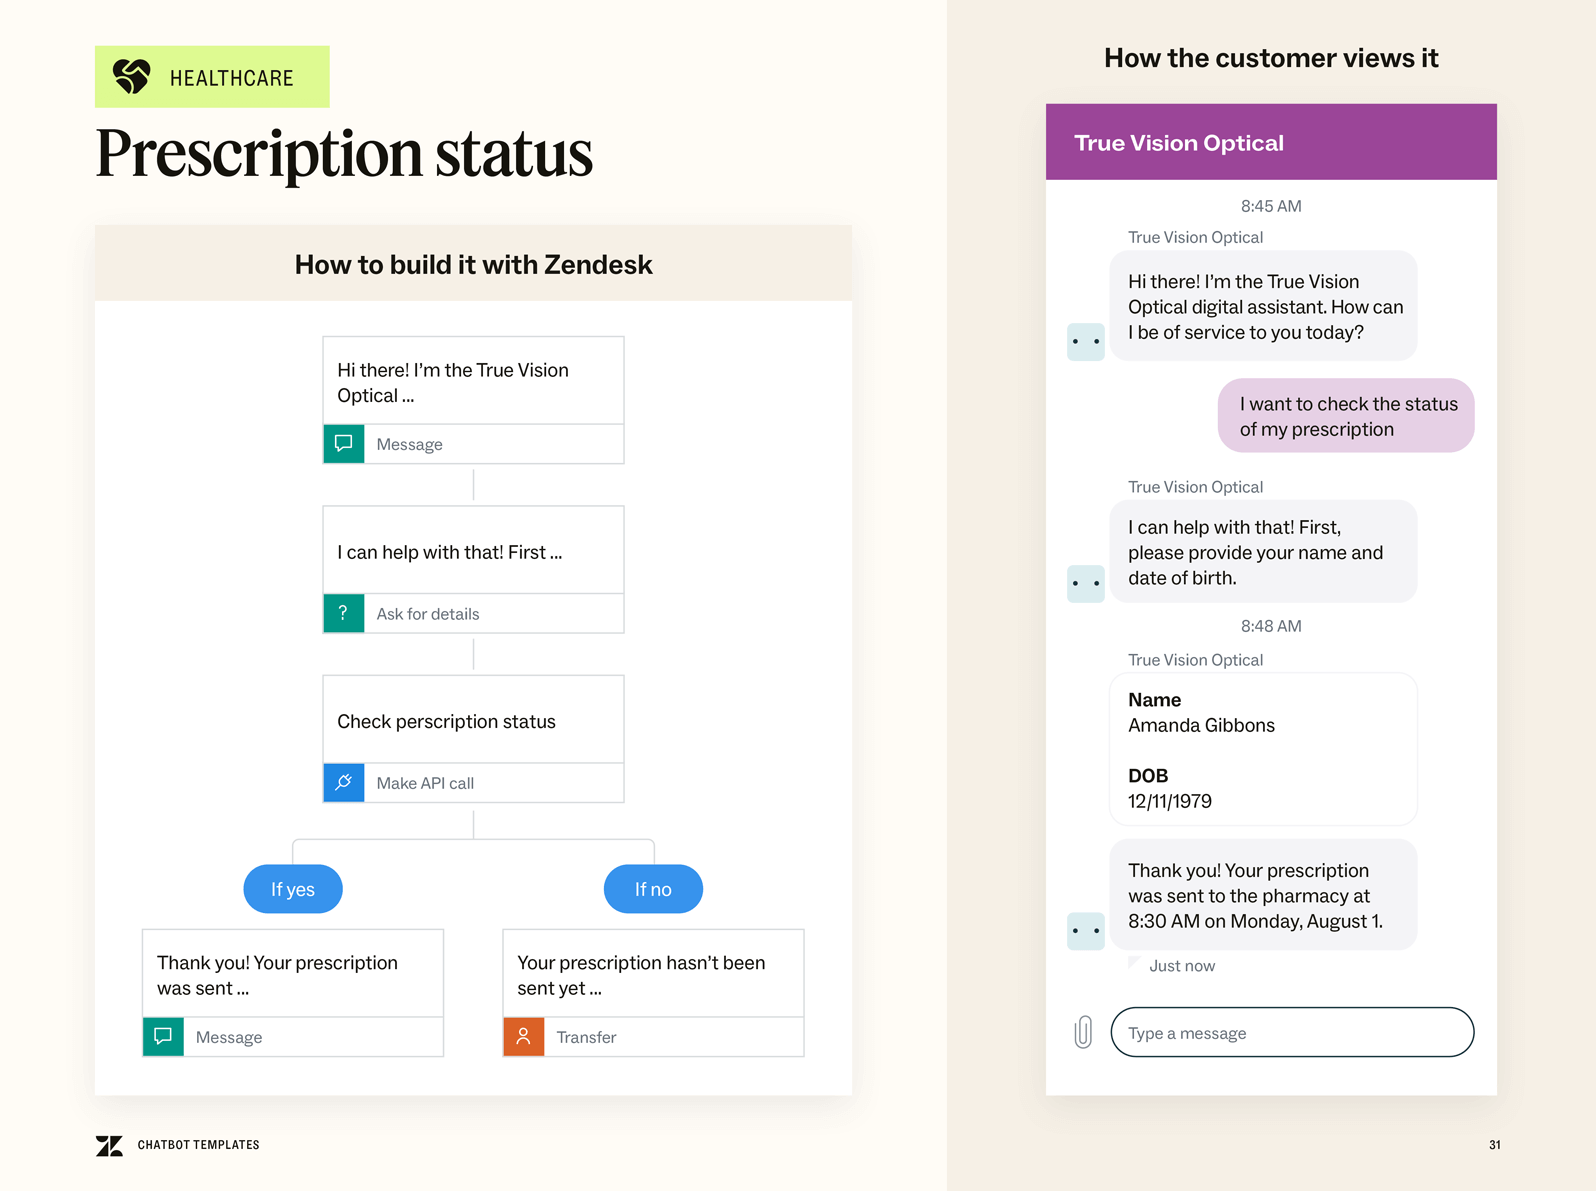 HEALTHCARE
Prescription status
How to build it with Zendesk
Hi there! I'm the True Vision
Optical ...
Message
I can help with that! First ...
?
Ask for details
Check perscription status
Make API call
If yes
If no
Thank you! Your prescription
was sent ...
Message
Your prescription hasn't been
sent yet ...
Transfer
CHATBOT TEMPLATES
How the customer views it
True Vision Optical
8:45 AM
True Vision Optical
Hi there! I'm the True Vision
Optical digital assistant. How can
I be of service to you today?
I want to check the status
of my prescription
True Vision Optical
I can help with that! First,
please provide your name and
date of birth.
8:48 AM
True Vision Optical
Name
Amanda Gibbons
DOB
12/11/1979
Thank you! Your prescription
was sent to the pharmacy at
8:30 AM on Monday, August 1.
Just now
Type a message
31